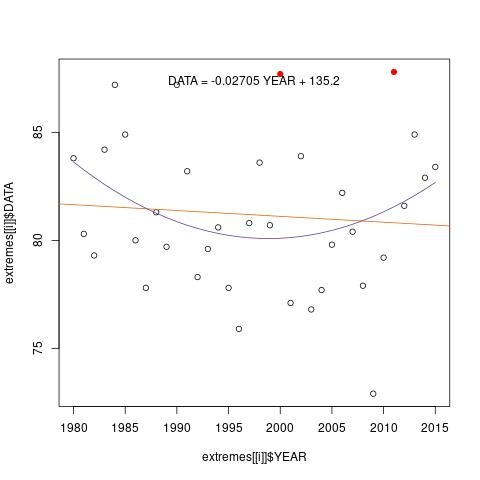 DATA = -0.02705 YEAR + 135.2
85
80
75
extremes[[i]]$DATA
1980 1985 1990 1995 2000 2005 2010 2015
extremes[[i]]$YEAR